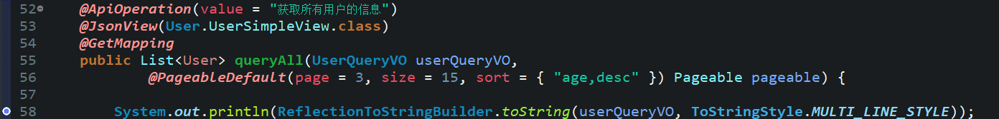 52 @ApiOperation(value = "获取所有用户的信息")
53 @JsonView(User.UserSimpleView.class)
54 @GetMapping
55 public List<User> queryAll(UserQueryVO userQueryVO,
56 @PageableDefault(page = 3, size = 15, sort = { "age,desc" }) Pageable pageable) {
57
58 System.out.println(ReflectionToStringBuilder.toString(userQueryVO, ToStringStyle.MULTI_LINE_STYLE));